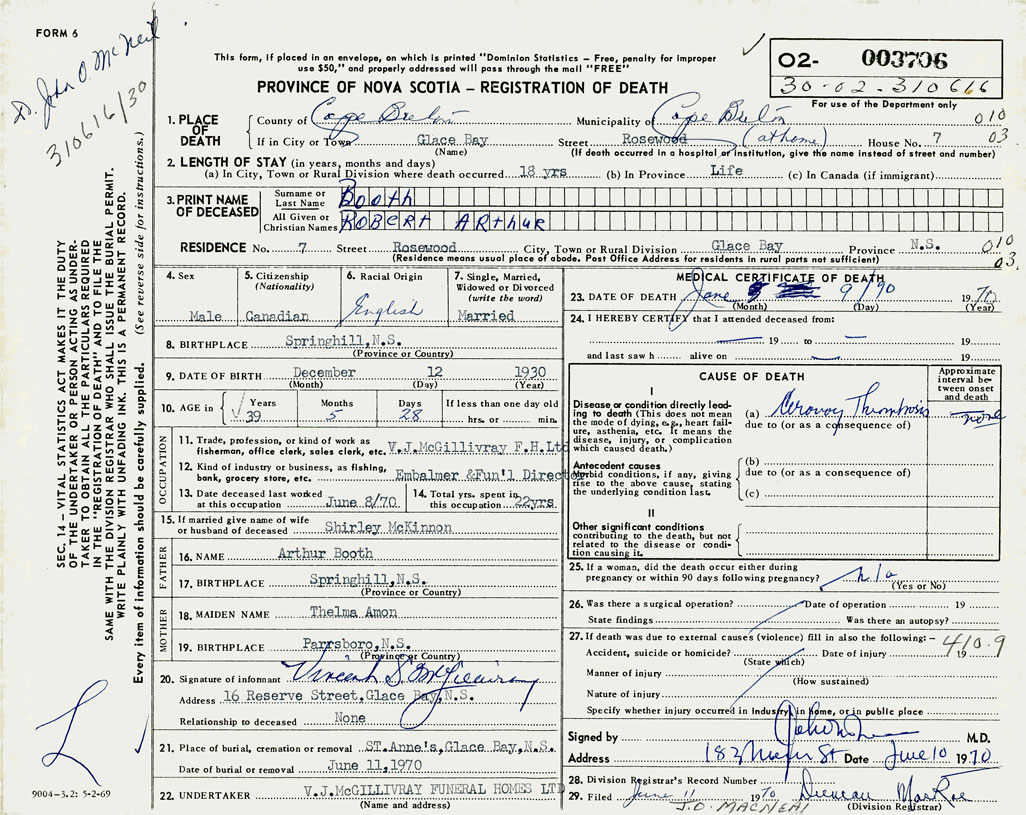 FORM 6
Dr. John O. McNeil
310616/30
This form, if placed in an envelope, on which is printed "Dominion Statistics – Free, penalty for improper
use $50," and properly addressed will pass through the mail "FREE"
PROVINCE OF NOVA SCOTIA – REGISTRATION OF DEATH
02- 003706
30-02-310616
For use of the Department only
1. PLACE OF DEATH County of Cape Breton Municipality of Cape Breton 010
If in City or Town Glace Bay Street Rosewood (at home) House No. 7 03
(Name) (If death occurred in a hospital or institution, give the name instead of street and number)
2. LENGTH OF STAY (in years, months and days)
(a) In City, Town or Rural Division where death occurred 18 yrs (b) In Province Life (c) In Canada (if immigrant)
3. PRINT NAME OF DECEASED
Surname or Last Name Booth
All Given or Christian Names ROBERT ARTHUR
RESIDENCE No. 7 Street Rosewood City, Town or Rural Division Glace Bay Province N.S. 010
(Residence means usual place of abode. Post Office Address for residents in rural parts not sufficient) 03.
4. Sex Male
5. Citizenship (Nationality) Canadian
6. Racial Origin English
7. Single, Married, Widowed or Divorced (write the word) Married
8. BIRTHPLACE Springhill, N.S.
(Province or Country)
9. DATE OF BIRTH December 12 1930
(Month) (Day) (Year)
10. AGE in Years 39 Months 5 Days 28 If less than one day old hrs. or min.
OCCUPATION
11. Trade, profession, or kind of work as fisherman, office clerk, sales clerk, etc. V.J.McGillivray F.H.Ltd
12. Kind of industry or business, as fishing, bank, grocery store, etc. Embalmer &Fun'l Director
13. Date deceased last worked at this occupation June 8/70
14. Total yrs. spent in this occupation 22yrs
15. If married give name of wife or husband of deceased Shirley McKinnon
FATHER
16. NAME Arthur Booth
17. BIRTHPLACE Springhill, N.S.
(Province or Country)
MOTHER
18. MAIDEN NAME Thelma Amon
19. BIRTHPLACE Parrsboro, N.S.
(Province or Country)
20. Signature of informant Vincent S. McGillivray
Address 16 Reserve Street, Glace Bay, N.S.
Relationship to deceased None
21. Place of burial, cremation or removal ST.Anne's, Glace Bay, N.S.
Date of burial or removal June 11,1970
22. UNDERTAKER V.J.McGILLIVRAY FUNERAL HOMES LTD
(Name and address)
MEDICAL CERTIFICATE OF DEATH
23. DATE OF DEATH June 9/70 1970
(Month) (Day) (Year)
24. I HEREBY CERTIFY that I attended deceased from:
19 to 19
and last saw h alive on 19
CAUSE OF DEATH
Approximate interval between onset and death
I
Disease or condition directly leading to death (This does not mean the mode of dying, e.g., heart failure, asthenia, etc. It means the disease, injury, or complication which caused death.)
(a) Thrombosis none
due to (or as a consequence of)
Antecedent causes
Morbid conditions, if any, giving rise to the above cause, stating the underlying condition last.
(b)
due to (or as a consequence of)
(c)
II
Other significant conditions
contributing to the death, but not related to the disease or condition causing it.
25. If a woman, did the death occur either during pregnancy or within 90 days following pregnancy? n/a
(Yes or No)
26. Was there a surgical operation? Date of operation 19
State findings Was there an autopsy?
27. If death was due to external causes (violence) fill in also the following: – 410.9
Accident, suicide or homicide? Date of injury 19
(State which)
Manner of injury
(How sustained)
Nature of injury
Specify whether injury occurred in Industry, in home, or in public place
Signed by M.D.
Address 183 Main St Date June 10 1970
28. Division Registrar's Record Number
29. Filed June 11 1970 Duncan MacRae
(Division Registrar)
J.O. MACNEAL
SEC. 14 – VITAL STATISTICS ACT MAKES IT THE DUTY
OF THE UNDERTAKER OR PERSON ACTING AS UNDER-
TAKER TO OBTAIN ALL THE PARTICULARS REQUIRED
IN THE "REGISTRATION OF DEATH" AND TO FILE THE
SAME WITH THE DIVISION REGISTRAR WHO SHALL ISSUE THE BURIAL PERMIT.
WRITE PLAINLY WITH UNFADING INK. THIS IS A PERMANENT RECORD.
Every item of information should be carefully supplied. (See reverse side for instructions.)
L
9004-3.2: 5-2-69